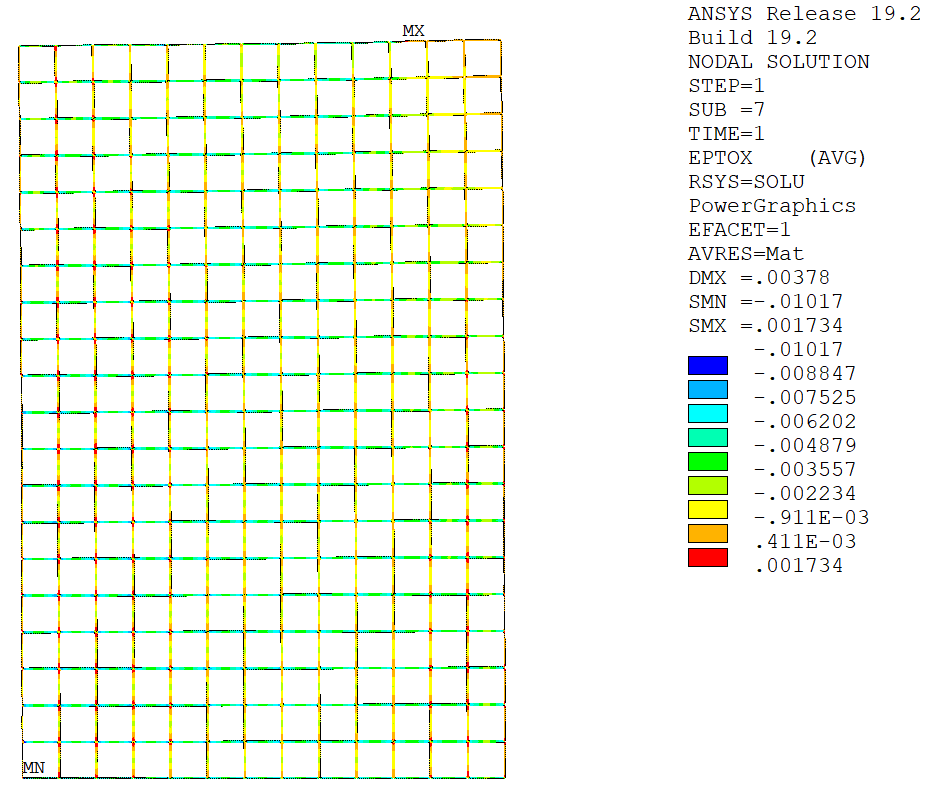 MX
ANSYS Release 19.2
Build 19.2
NODAL SOLUTION
STEP=1
SUB =7
TIME=1
EPTOX (AVG)
RSYS=SOLU
PowerGraphics
EFACET=1
AVRES=Mat
DMX =.00378
SMN =-.01017
SMX =.001734
-.01017
-.008847
-.007525
-.006202
-.004879
-.003557
-.002234
-.911E-03
.411E-03
.001734
MN